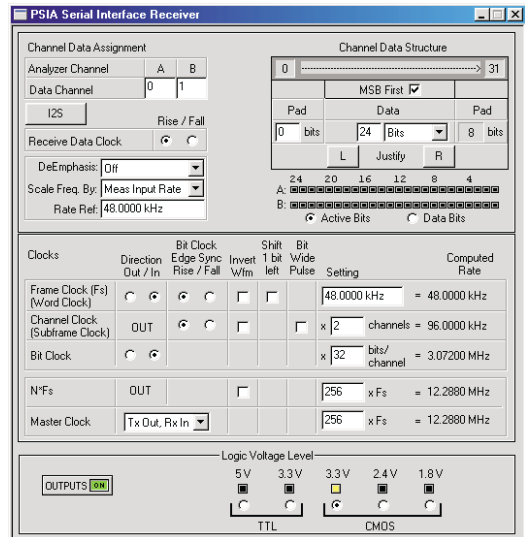 PSIA Serial Interface Receiver
Channel Data Assignment
Analyzer Channel A B
Data Channel 0 1
I2S Rise / Fall
Receive Data Clock
DeEmphasis: Off
Scale Freq. By: Meas Input Rate
Rate Ref: 48.0000 kHz
Channel Data Structure
0 31
MSB First
Pad Data Pad
0 bits 24 Bits 8 bits
L Justify R
24 20 16 12 8 4
A:
B:
Active Bits Data Bits
Clocks
Direction Out / In
Bit Clock Edge Sync Rise / Fall
Invert Wfm
Shift 1 bit left
Bit Wide Pulse
Setting
Computed Rate
Frame Clock (Fs) (Word Clock) 48.0000 kHz = 48.0000 kHz
Channel Clock (Subframe Clock) OUT x 2 channels = 96.0000 kHz
Bit Clock x 32 bits/channel = 3.07200 MHz
N*Fs OUT 256 x Fs = 12.2880 MHz
Master Clock Tx Out, Rx In 256 x Fs = 12.2880 MHz
Logic Voltage Level
OUTPUTS ON
5 V 3.3 V 3.3 V 2.4 V 1.8 V
TTL CMOS